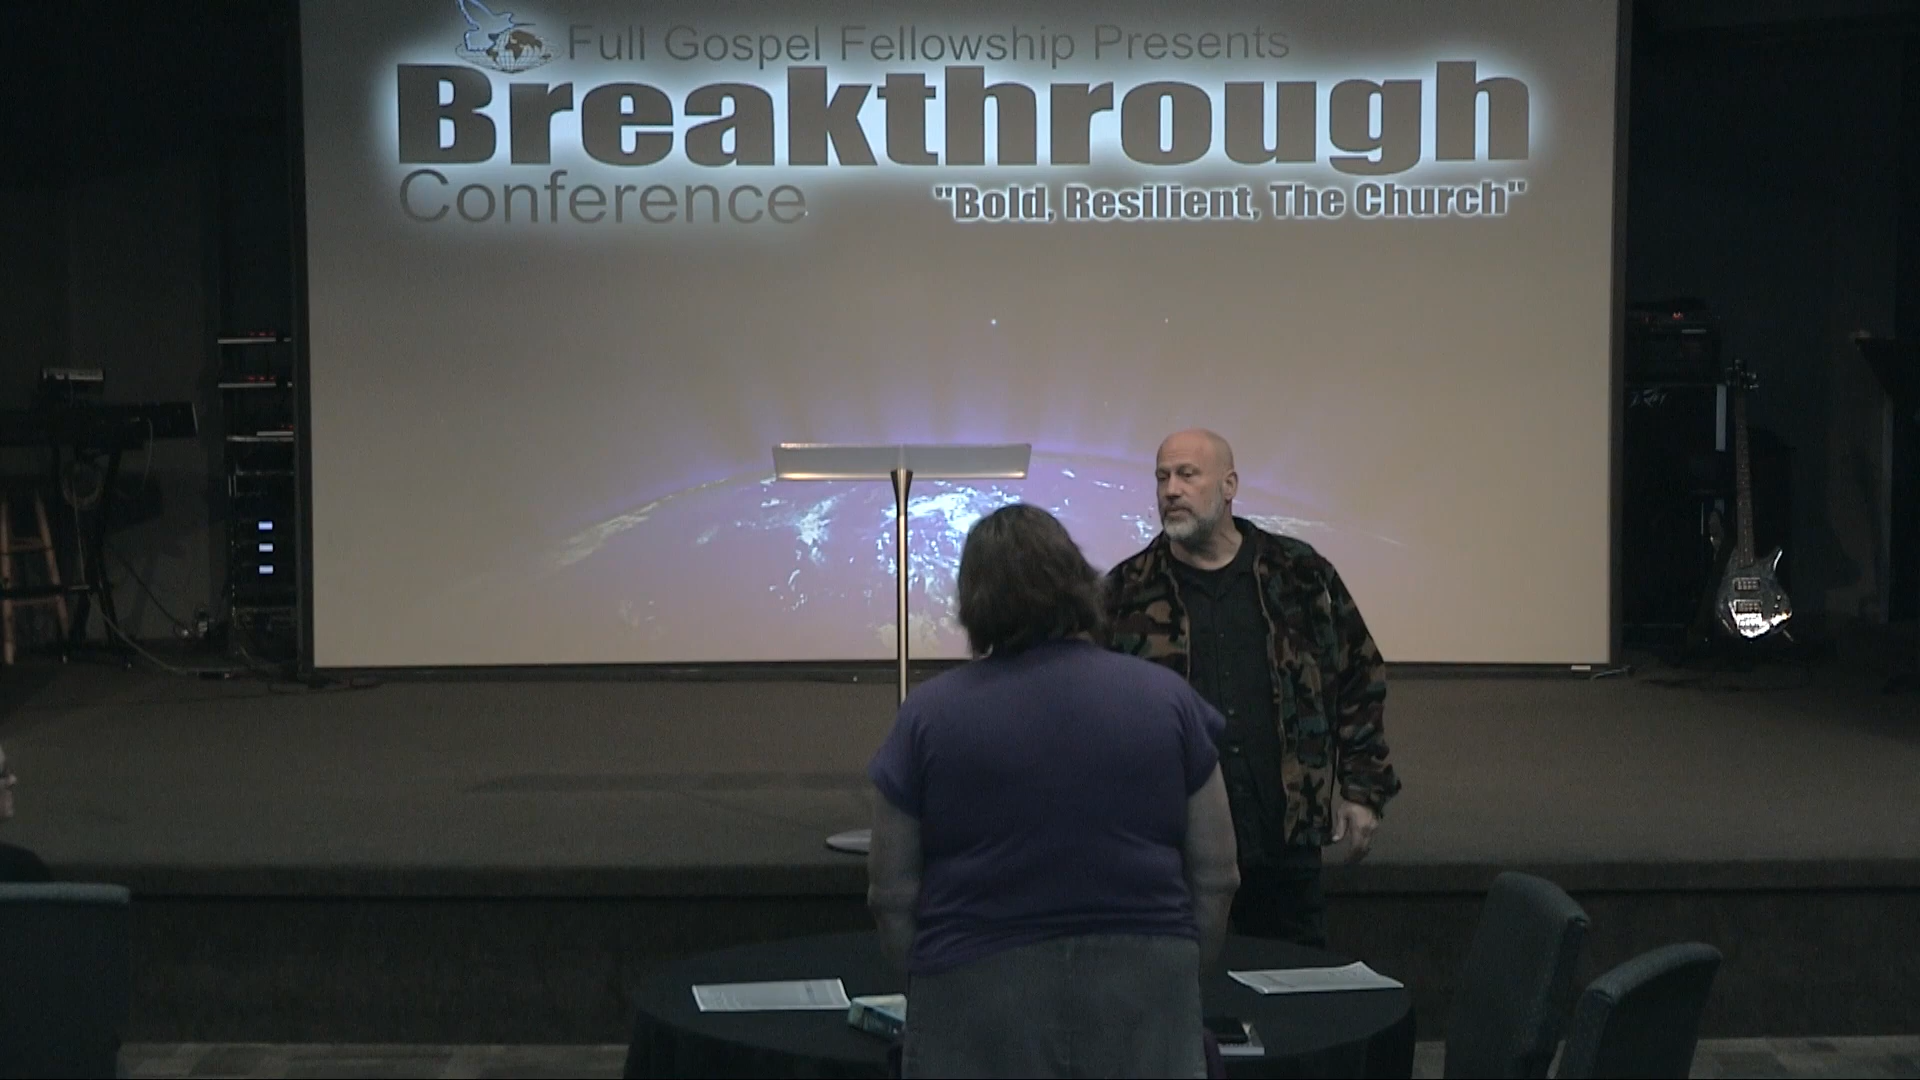 Full Gospel Fellowship Presents
Breakthrough
Conference
"Bold, Resilient, The Church"